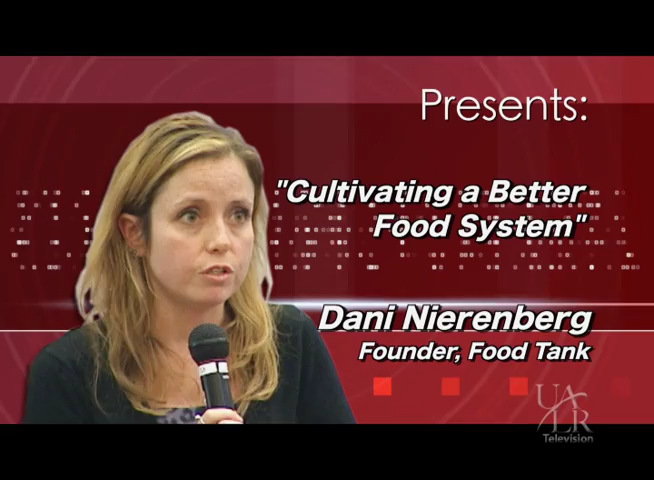 Presents:
"Cultivating a Better
Food System"
Dani Nierenberg
Founder, Food Tank
UALR
Television